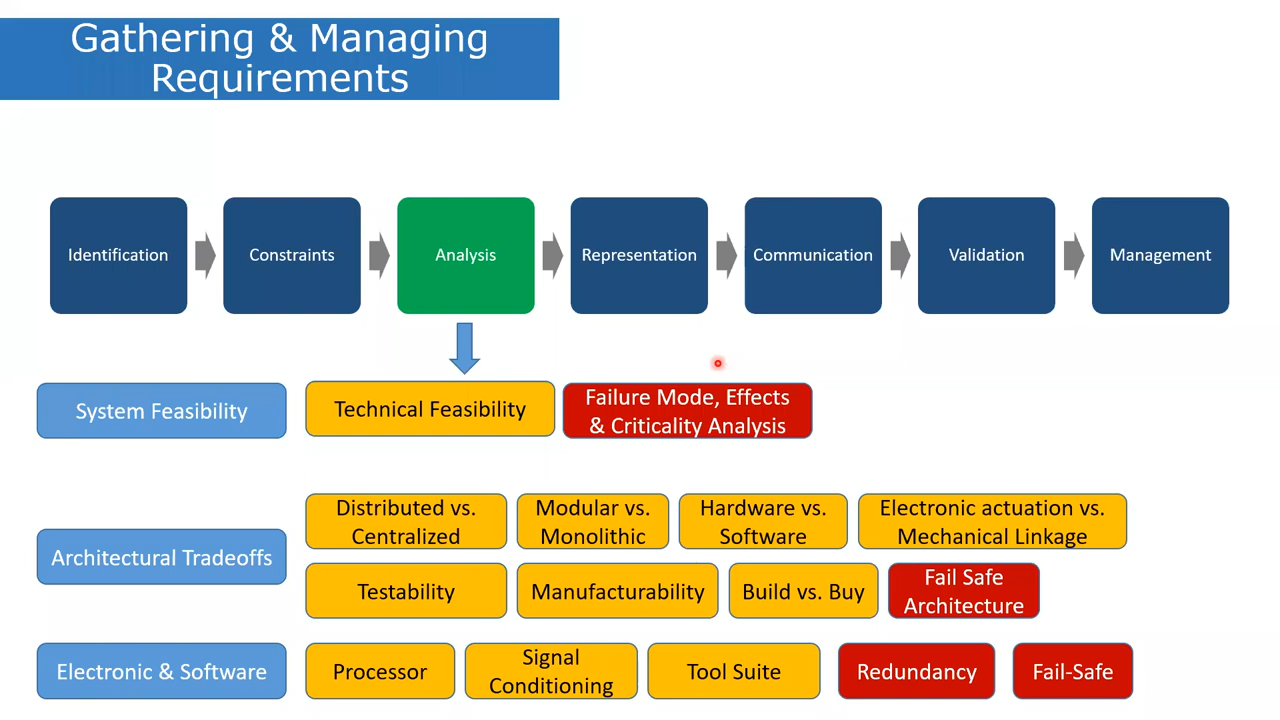 Gathering & Managing
Requirements
Identification
Constraints
Analysis
Representation
Communication
Validation
Management
System Feasibility
Technical Feasibility
Failure Mode, Effects
& Criticality Analysis
Architectural Tradeoffs
Distributed vs.
Centralized
Modular vs.
Monolithic
Hardware vs.
Software
Electronic actuation vs.
Mechanical Linkage
Testability
Manufacturability
Build vs. Buy
Fail Safe
Architecture
Electronic & Software
Processor
Signal
Conditioning
Tool Suite
Redundancy
Fail-Safe